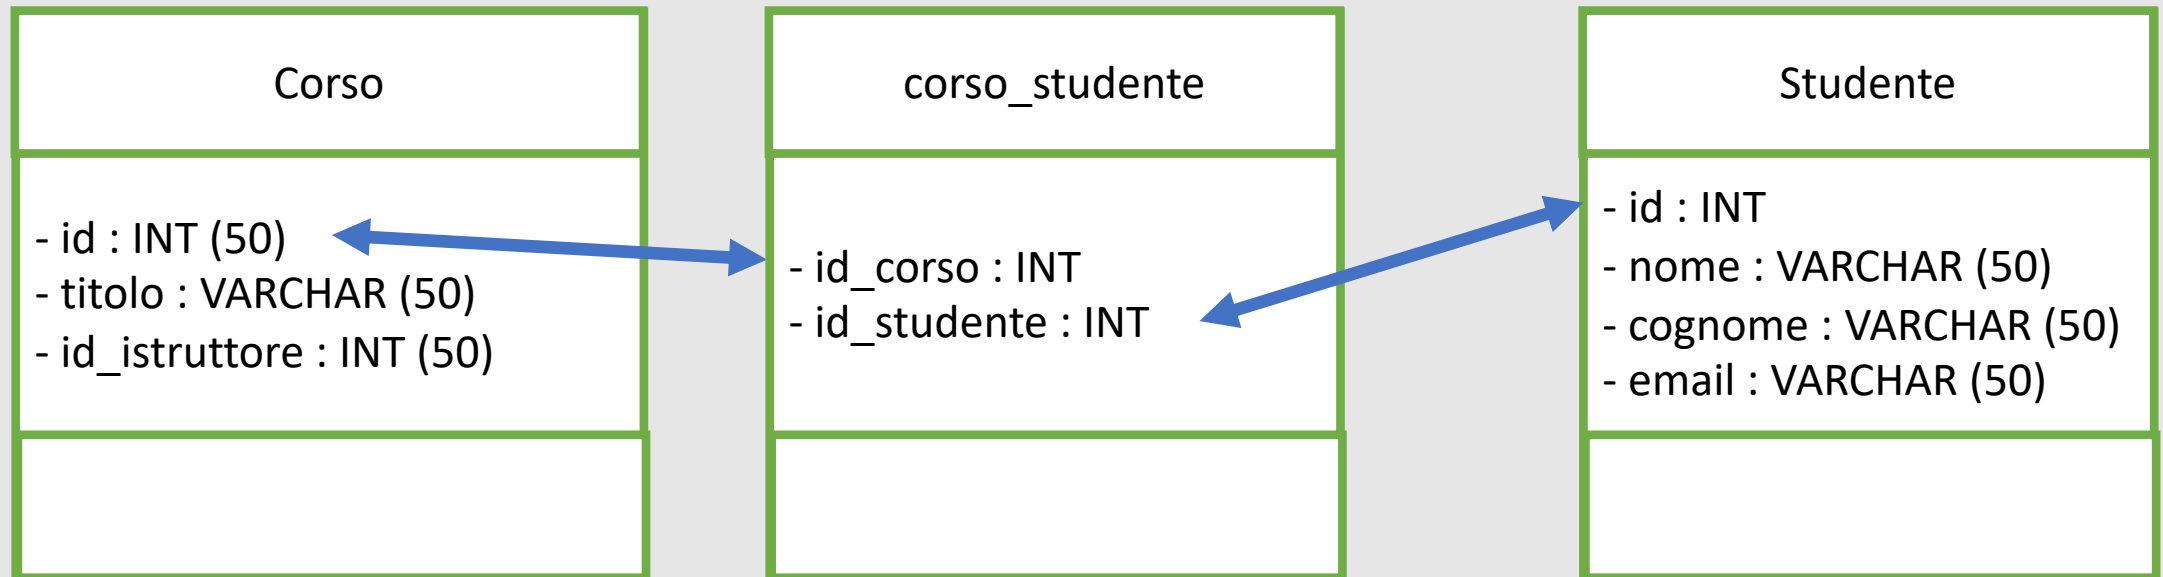 Corso
- id : INT (50)
- titolo : VARCHAR (50)
- id_istruttore : INT (50)
corso_studente
- id_corso : INT
- id_studente : INT
Studente
- id : INT
- nome : VARCHAR (50)
- cognome : VARCHAR (50)
- email : VARCHAR (50)